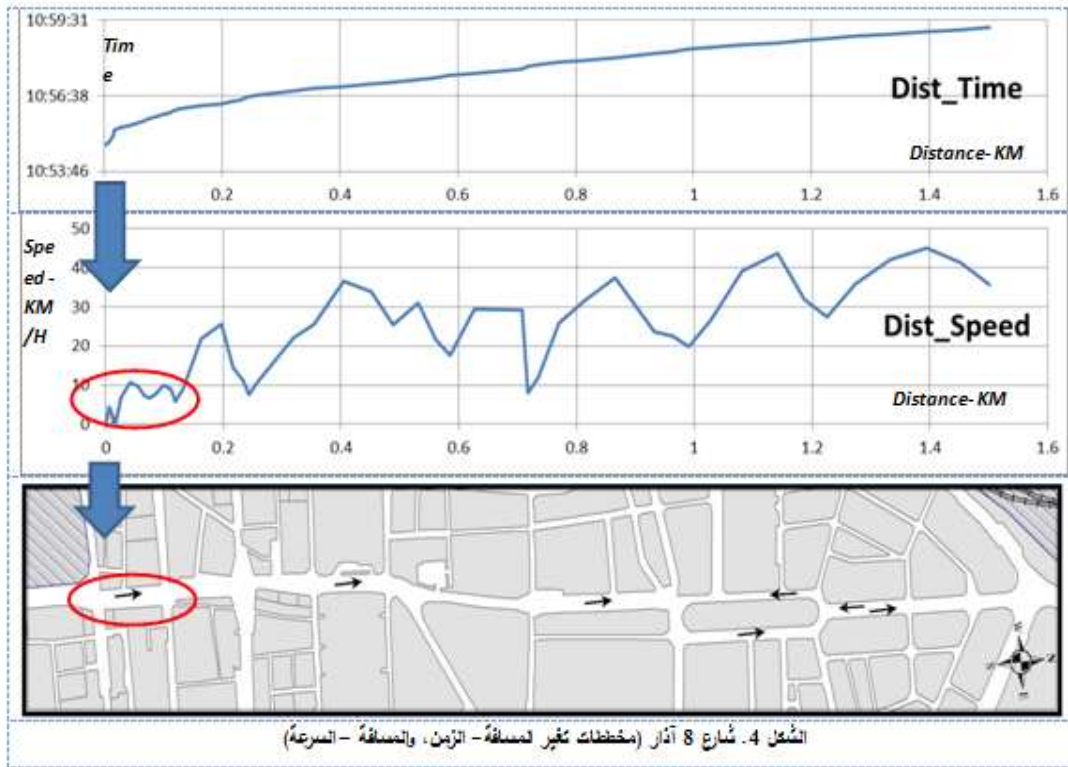 10:59:31
Tim
e
10:56:38
Dist_Time
Distance- KM
10:53:46
0 0.2 0.4 0.6 0.8 1 1.2 1.4 1.6
50
Spe
ed -
KM
/H
40
30
20
10
0
Dist_Speed
Distance- KM
0 0.2 0.4 0.6 0.8 1 1.2 1.4 1.6
الشكل 4. شارع 8 آذار (مخططات تغير المسافة- الزمن، والمسافة -السرعة)